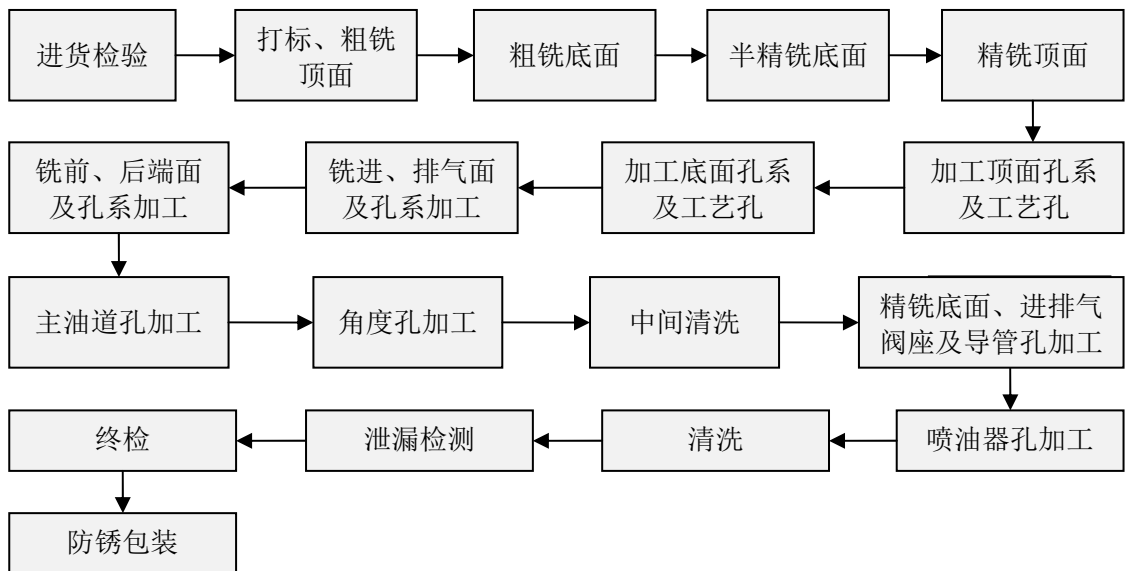 进货检验
打标、粗铣
顶面
粗铣底面
半精铣底面
精铣顶面
加工顶面孔系
及工艺孔
加工底面孔系
及工艺孔
铣进、排气面
及孔系加工
铣前、后端面
及孔系加工
主油道孔加工
角度孔加工
中间清洗
精铣底面、进排气
阀座及导管孔加工
喷油器孔加工
清洗
泄漏检测
终检
防锈包装